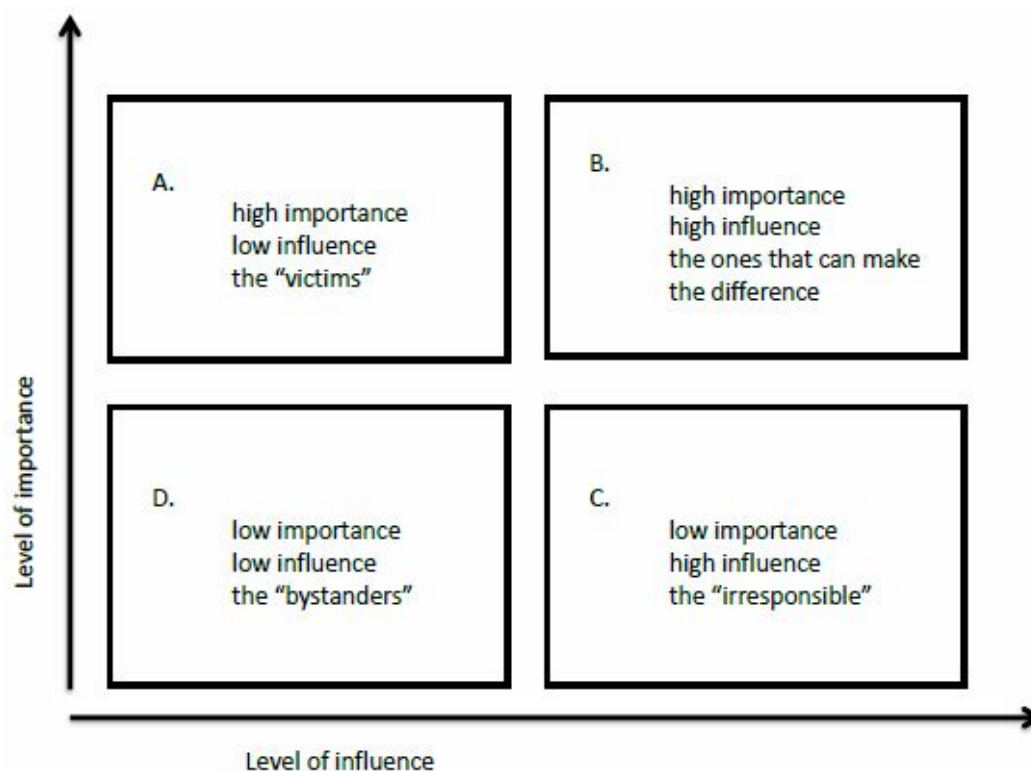 Level of importance
A.
high importance
low influence
the “victims”
B.
high importance
high influence
the ones that can make
the difference
D.
low importance
low influence
the “bystanders”
C.
low importance
high influence
the “irresponsible”
Level of influence